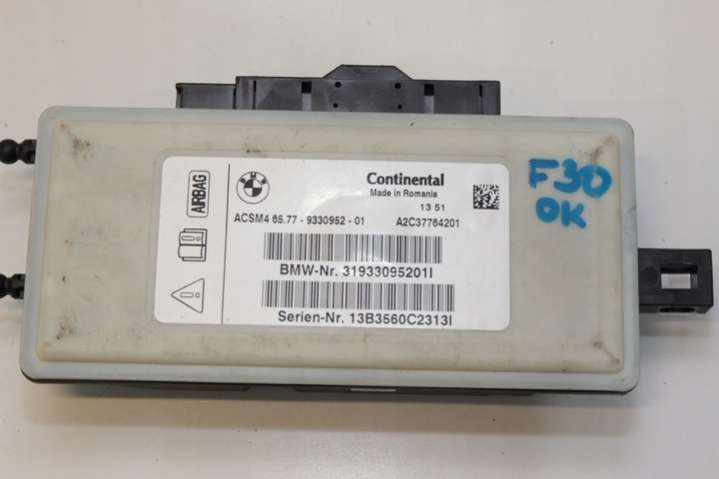 BMW
AIRBAG
Continental
Made in Romania
13 51
ACSM4 65.77 - 9330952 - 01 A2C37764201
BMW-Nr. 31933095201I
Serien-Nr. 13B3560C2313I
F30
OK